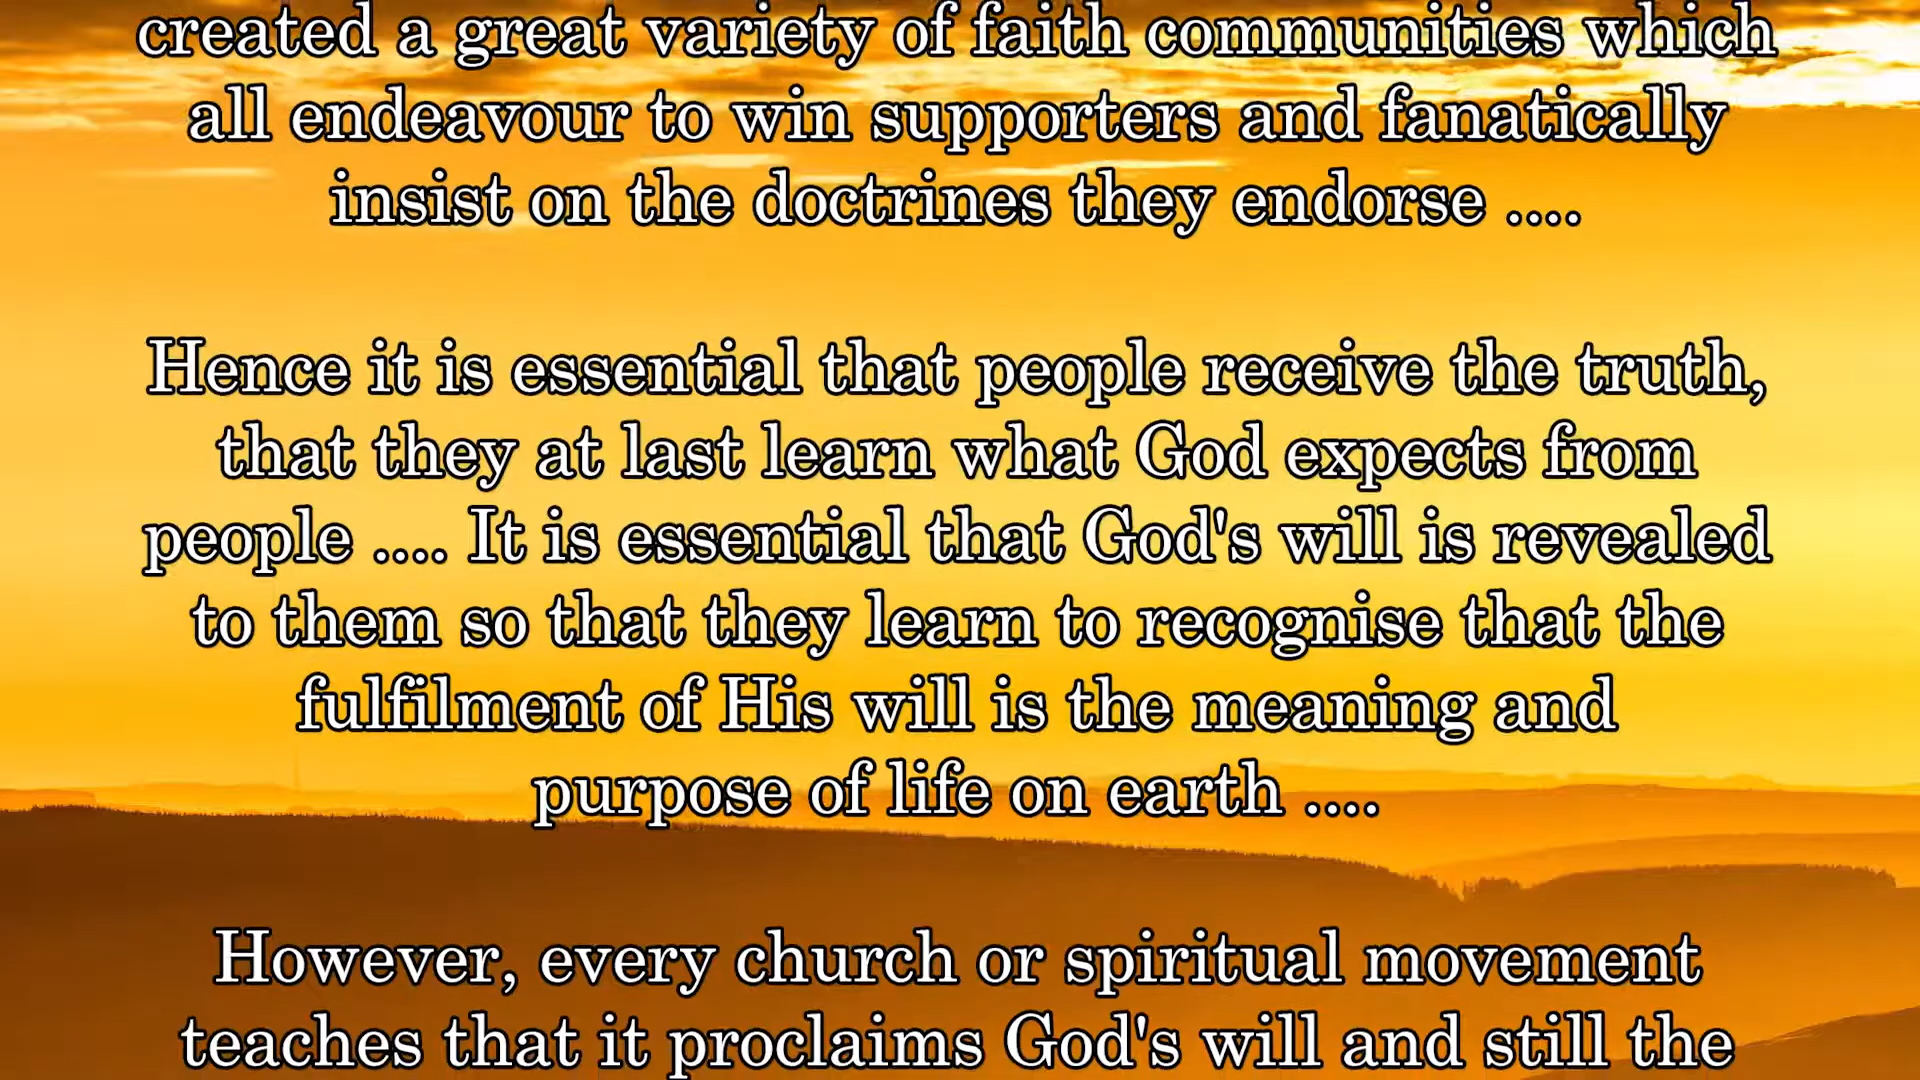 created a great variety of faith communities which
all endeavour to win supporters and fanatically
insist on the doctrines they endorse ....
Hence it is essential that people receive the truth,
that they at last learn what God expects from
people .... It is essential that God's will is revealed
to them so that they learn to recognise that the
fulfilment of His will is the meaning and
purpose of life on earth ....
However, every church or spiritual movement
teaches that it proclaims God's will and still the